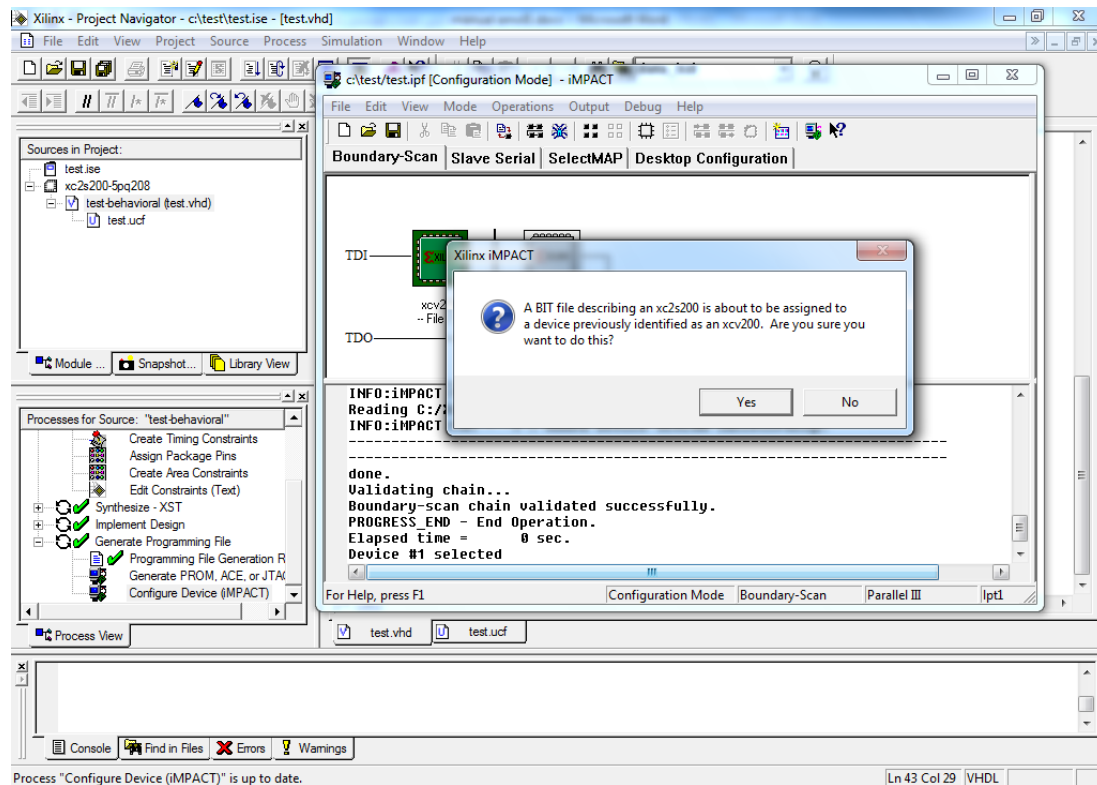 Xilinx - Project Navigator - c:\test\test.ise - [test.vhd]
File Edit View Project Source Process Simulation Window Help
Sources in Project:
test.ise
xc2s200-5pq208
test-behavioral (test.vhd)
test.ucf
Module ... Snapshot... Library View
Processes for Source: "test-behavioral"
Create Timing Constraints
Assign Package Pins
Create Area Constraints
Edit Constraints (Text)
Synthesize - XST
Implement Design
Generate Programming File
Programming File Generation R
Generate PROM, ACE, or JTA
Configure Device (iMPACT)
Process View
c:\test/test.ipf [Configuration Mode] - iMPACT
File Edit View Mode Operations Output Debug Help
Boundary-Scan Slave Serial SelectMAP Desktop Configuration
TDI
xcv2
-- File
TDO
Xilinx iMPACT
A BIT file describing an xc2s200 is about to be assigned to
a device previously identified as an xcv200. Are you sure you
want to do this?
Yes No
INFO:iMPACT
Reading C:/
INFO:iMPACT
----------------------------------------------------------------------
----------------------------------------------------------------------
done.
Validating chain...
Boundary-scan chain validated successfully.
PROGRESS_END - End Operation.
Elapsed time = 0 sec.
Device #1 selected
For Help, press F1 Configuration Mode Boundary-Scan Parallel III lpt1
test.vhd test.ucf
Console Find in Files Errors Warnings
Process "Configure Device (iMPACT)" is up to date. Ln 43 Col 29 VHDL